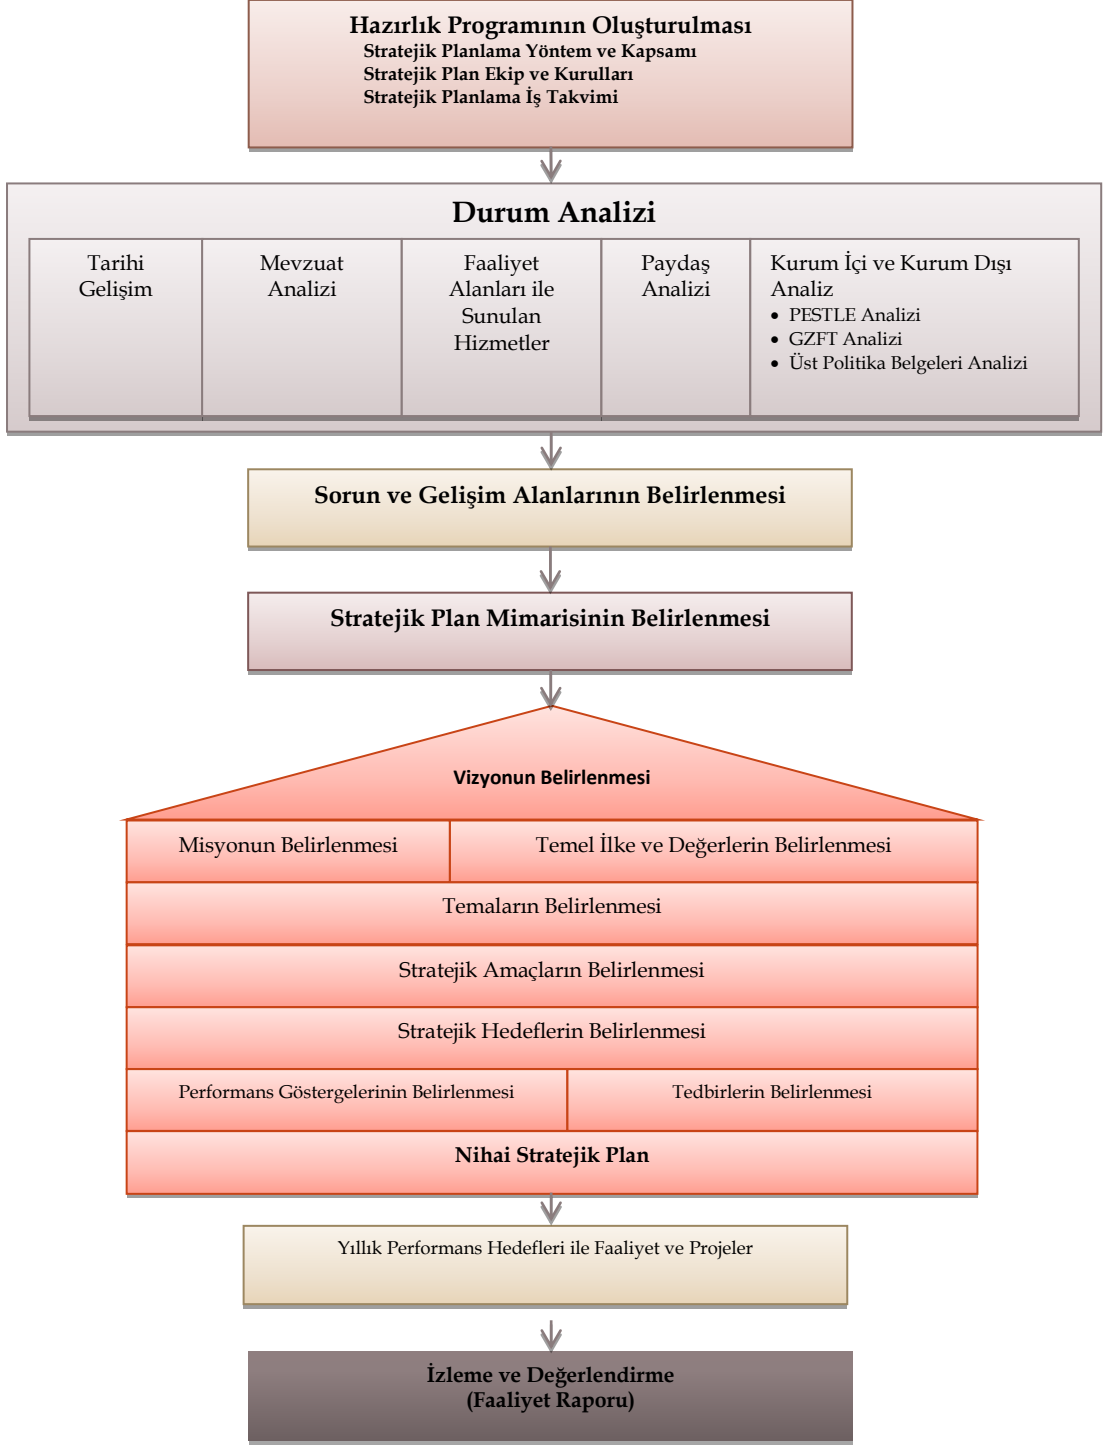 Hazırlık Programının Oluşturulması
Stratejik Planlama Yöntem ve Kapsamı
Stratejik Plan Ekip ve Kurulları
Stratejik Planlama İş Takvimi
Durum Analizi
Tarihi
Gelişim
Mevzuat
Analizi
Faaliyet
Alanları ile
Sunulan
Hizmetler
Paydaş
Analizi
Kurum İçi ve Kurum Dışı
Analiz
• PESTLE Analizi
• GZFT Analizi
• Üst Politika Belgeleri Analizi
Sorun ve Gelişim Alanlarının Belirlenmesi
Stratejik Plan Mimarisinin Belirlenmesi
Vizyonun Belirlenmesi
Misyonun Belirlenmesi
Temel İlke ve Değerlerin Belirlenmesi
Temaların Belirlenmesi
Stratejik Amaçların Belirlenmesi
Stratejik Hedeflerin Belirlenmesi
Performans Göstergelerinin Belirlenmesi
Tedbirlerin Belirlenmesi
Nihai Stratejik Plan
Yıllık Performans Hedefleri ile Faaliyet ve Projeler
İzleme ve Değerlendirme
(Faaliyet Raporu)